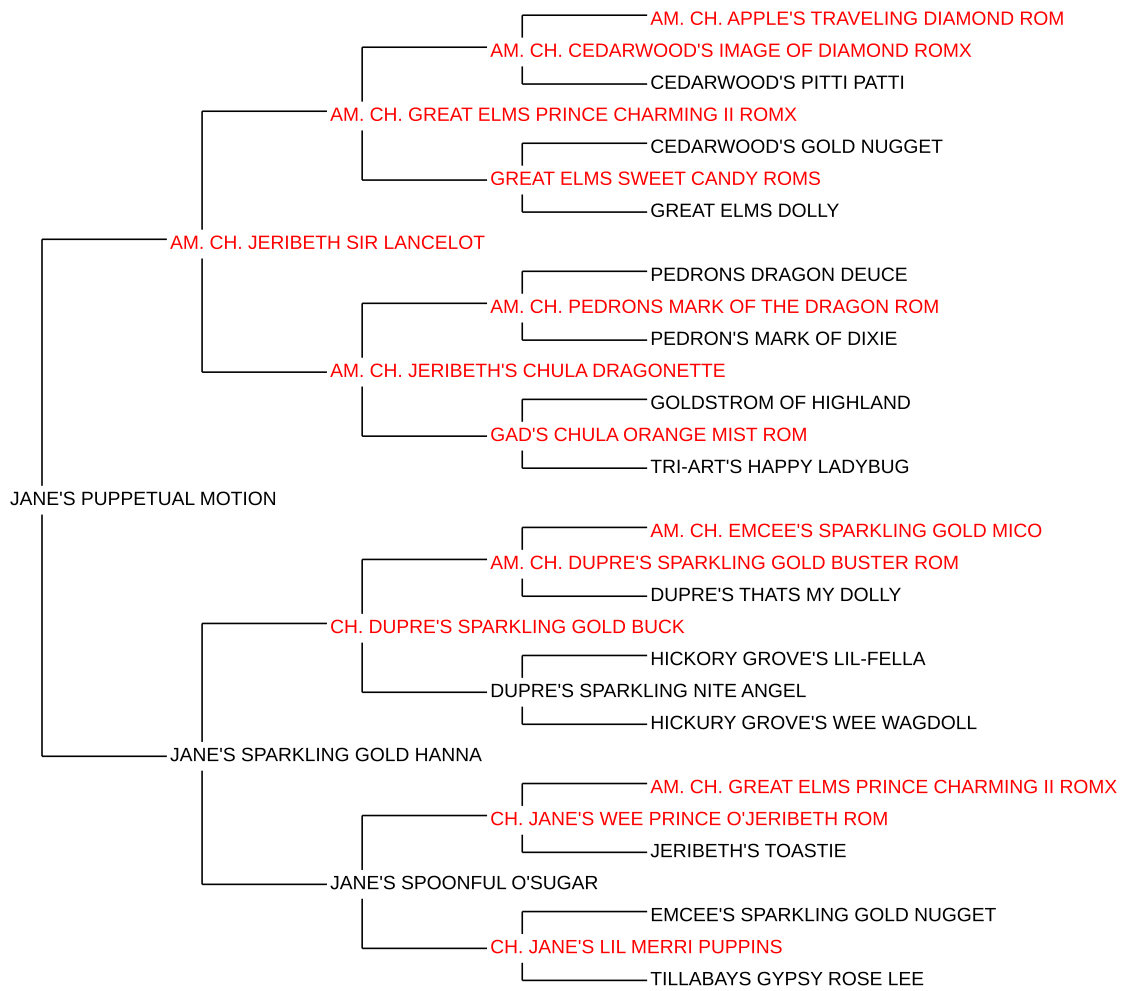 AM. CH. APPLE'S TRAVELING DIAMOND ROM
AM. CH. CEDARWOOD'S IMAGE OF DIAMOND ROMX
CEDARWOOD'S PITTI PATTI
AM. CH. GREAT ELMS PRINCE CHARMING II ROMX
CEDARWOOD'S GOLD NUGGET
GREAT ELMS SWEET CANDY ROMS
GREAT ELMS DOLLY
AM. CH. JERIBETH SIR LANCELOT
PEDRONS DRAGON DEUCE
AM. CH. PEDRONS MARK OF THE DRAGON ROM
PEDRON'S MARK OF DIXIE
AM. CH. JERIBETH'S CHULA DRAGONETTE
GOLDSTROM OF HIGHLAND
GAD'S CHULA ORANGE MIST ROM
TRI-ART'S HAPPY LADYBUG
JANE'S PUPPETUAL MOTION
AM. CH. EMCEE'S SPARKLING GOLD MICO
AM. CH. DUPRE'S SPARKLING GOLD BUSTER ROM
DUPRE'S THATS MY DOLLY
CH. DUPRE'S SPARKLING GOLD BUCK
HICKORY GROVE'S LIL-FELLA
DUPRE'S SPARKLING NITE ANGEL
HICKURY GROVE'S WEE WAGDOLL
JANE'S SPARKLING GOLD HANNA
AM. CH. GREAT ELMS PRINCE CHARMING II ROMX
CH. JANE'S WEE PRINCE O'JERIBETH ROM
JERIBETH'S TOASTIE
JANE'S SPOONFUL O'SUGAR
EMCEE'S SPARKLING GOLD NUGGET
CH. JANE'S LIL MERRI PUPPINS
TILLABAYS GYPSY ROSE LEE